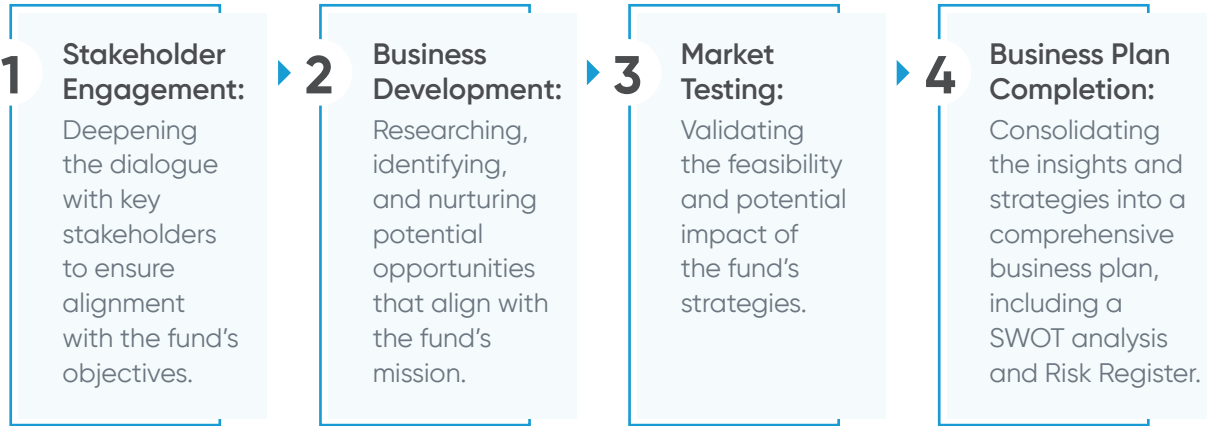 1
Stakeholder
Engagement:
Deepening
the dialogue
with key
stakeholders
to ensure
alignment
with the fund’s
objectives.
2
Business
Development:
Researching,
identifying,
and nurturing
potential
opportunities
that align with
the fund’s
mission.
3
Market
Testing:
Validating
the feasibility
and potential
impact of
the fund’s
strategies.
4
Business Plan
Completion:
Consolidating
the insights and
strategies into a
comprehensive
business plan,
including a
SWOT analysis
and Risk Register.